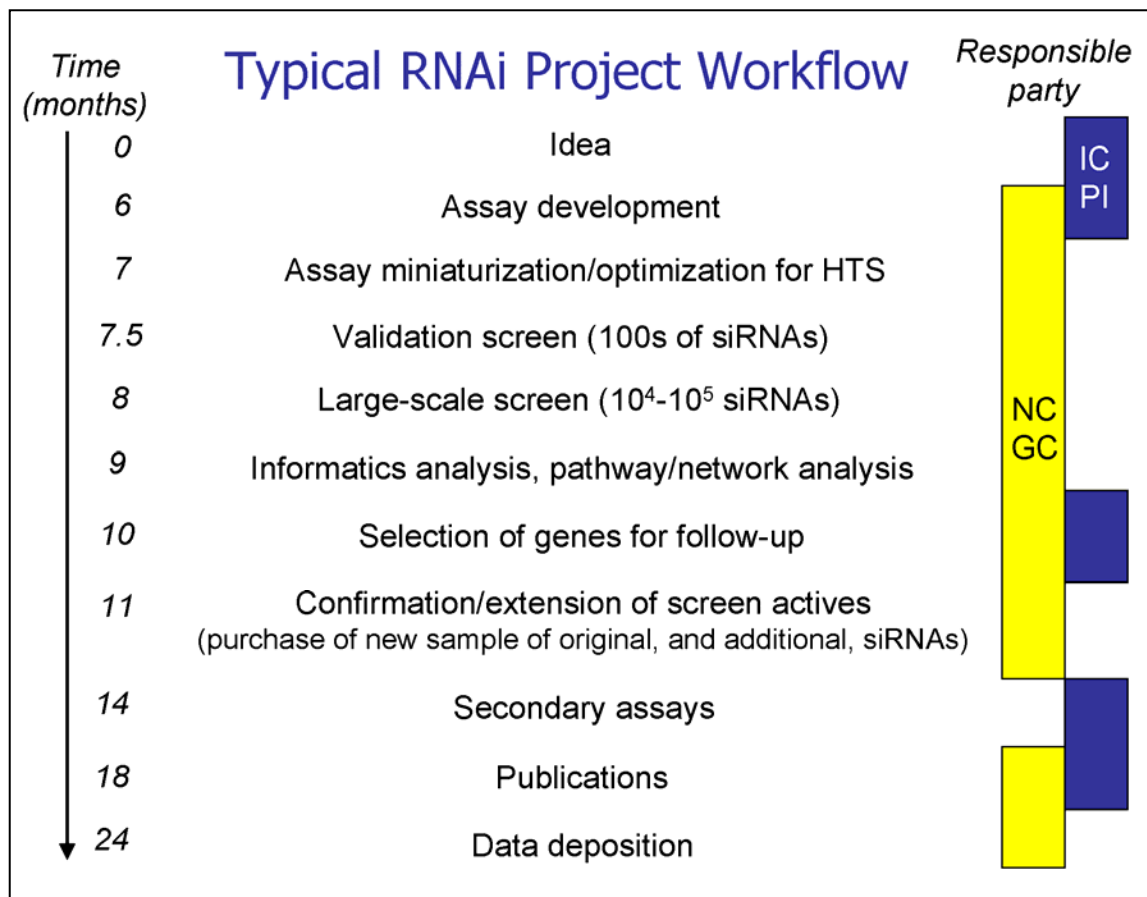 Time
(months)
Typical RNAi Project Workflow
Responsible
party
0
Idea
IC
PI
6
Assay development
7
Assay miniaturization/optimization for HTS
7.5
Validation screen (100s of siRNAs)
8
Large-scale screen (10⁴-10⁵ siRNAs)
NC
GC
9
Informatics analysis, pathway/network analysis
10
Selection of genes for follow-up
11
Confirmation/extension of screen actives
(purchase of new sample of original, and additional, siRNAs)
14
Secondary assays
18
Publications
24
Data deposition